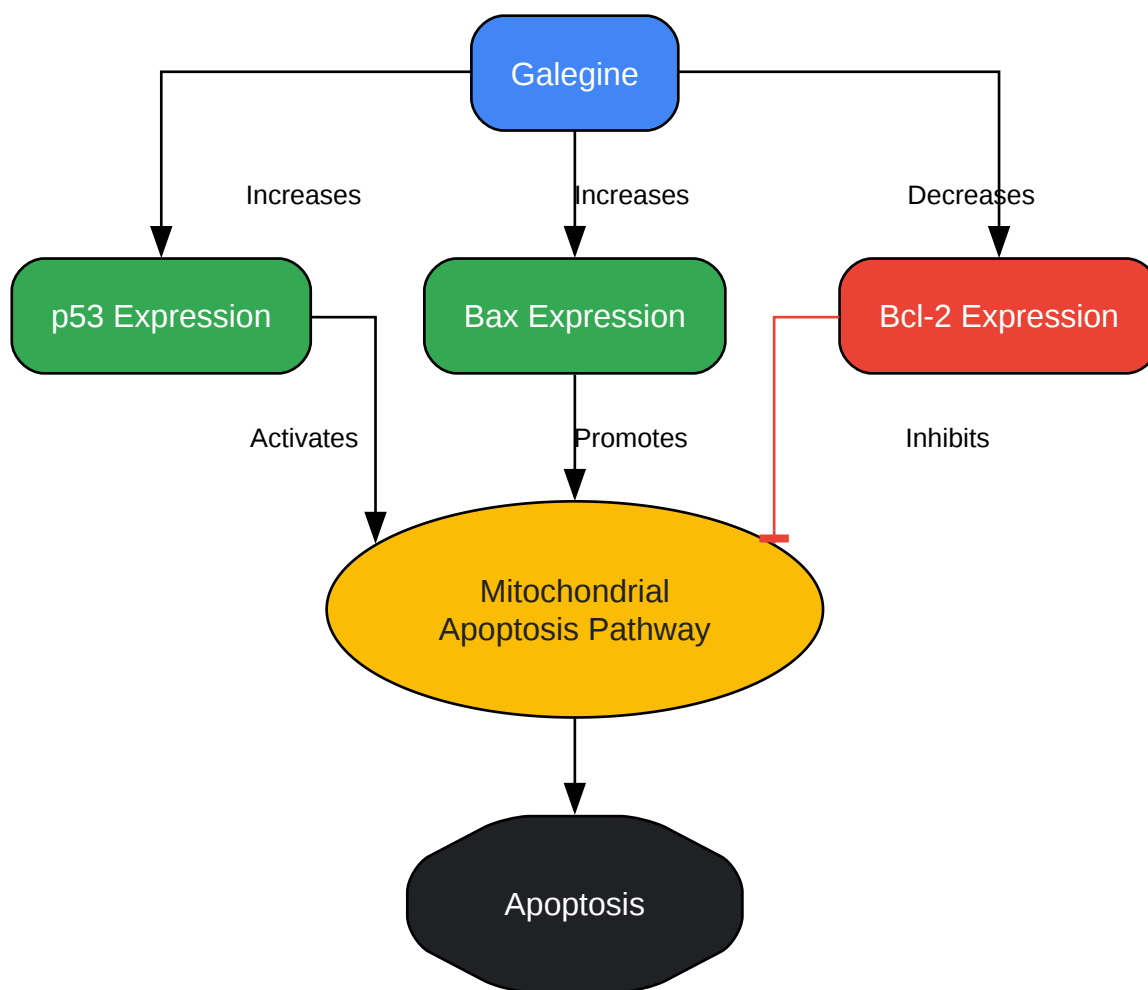 Galegine
Increases
Increases
Decreases
p53 Expression
Bax Expression
Bcl-2 Expression
Activates
Promotes
Inhibits
Mitochondrial
Apoptosis Pathway
Apoptosis